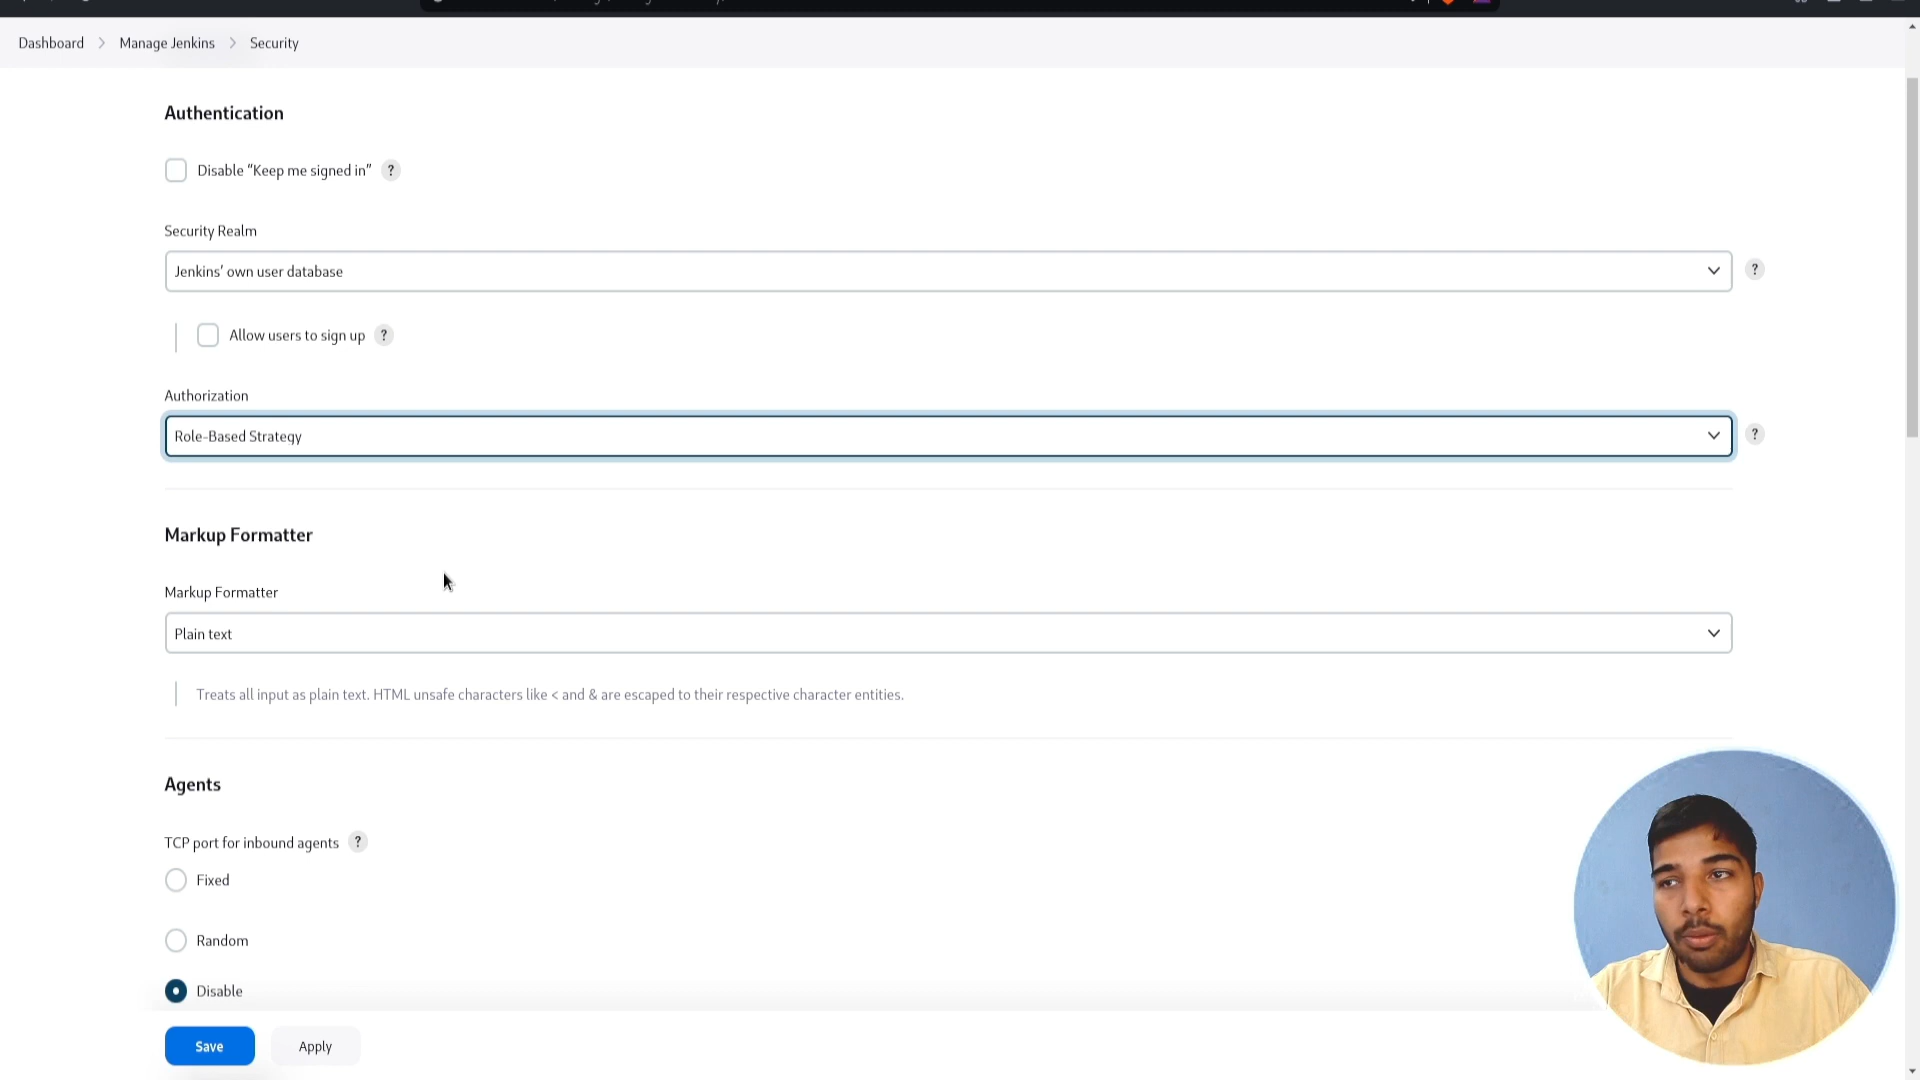 Dashboard > Manage Jenkins > Security
Authentication
Disable "Keep me signed in" ?
Security Realm
Jenkins' own user database ?
Allow users to sign up ?
Authorization
Role-Based Strategy ?
Markup Formatter
Markup Formatter
Plain text
Treats all input as plain text. HTML unsafe characters like < and & are escaped to their respective character entities.
Agents
TCP port for inbound agents ?
Fixed
Random
Disable
Save Apply